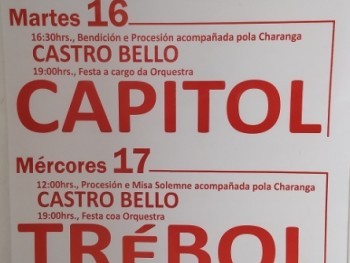 Martes 16
16:30hrs., Bendición e Procesión acompañada pola Charanga
CASTRO BELLO
19:00hrs., Festa a cargo da Orquestra
CAPITOL
Mércores 17
12:00hrs., Procesión e Misa Solemne acompañada pola Charanga
CASTRO BELLO
19:00hrs., Festa coa Orquestra
TRÉBOL